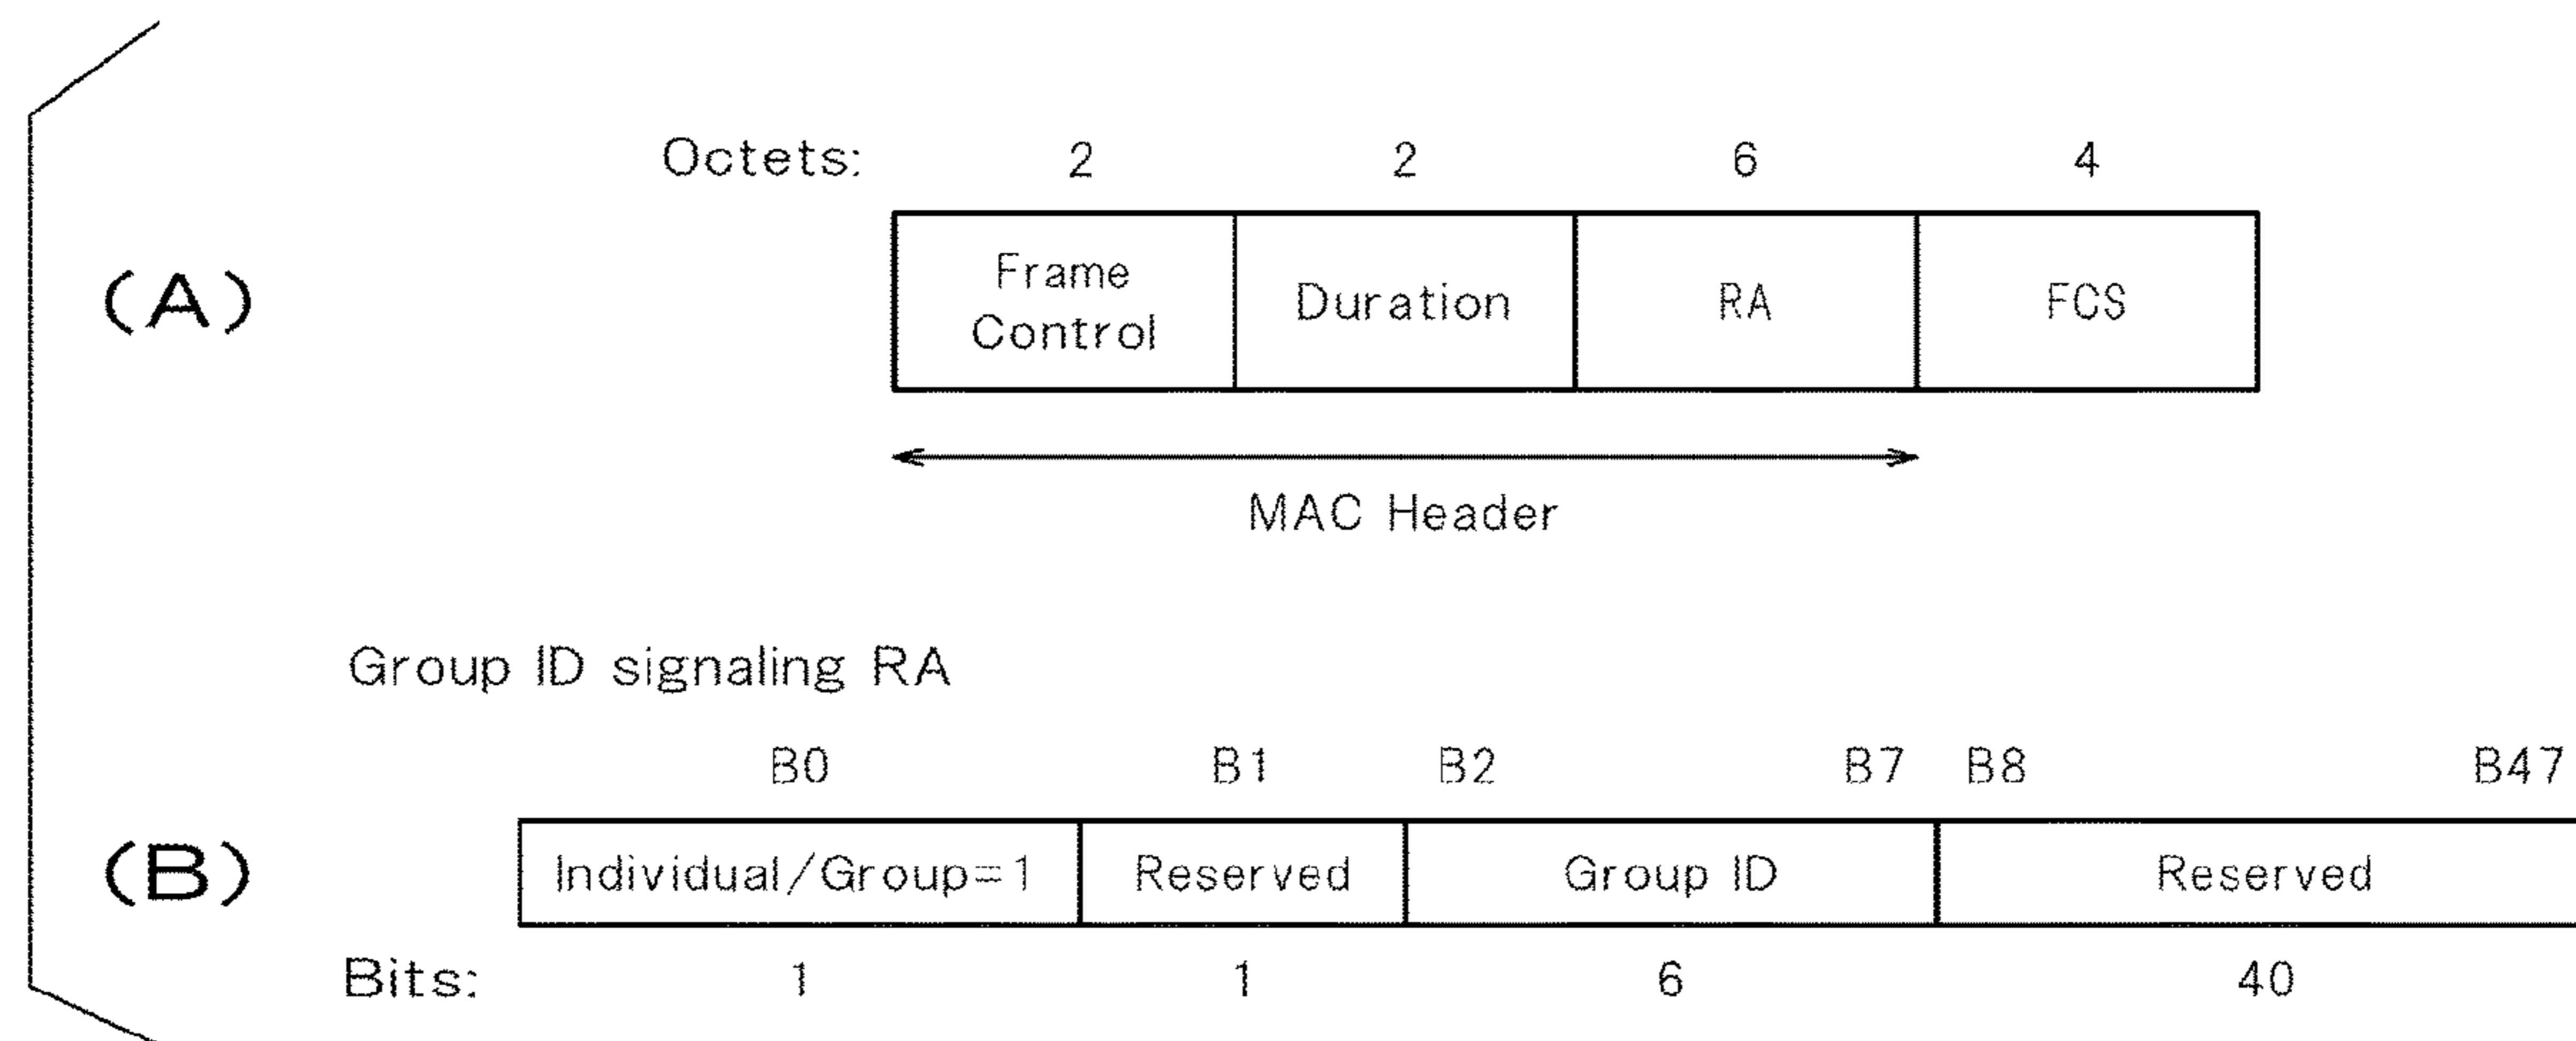 Octets: 2 2 6 4
(A)
Frame Control Duration RA FCS
MAC Header
Group ID signaling RA
B0 B1 B2 B7 B8 B47
(B)
Individual/Group=1 Reserved Group ID Reserved
Bits: 1 1 6 40